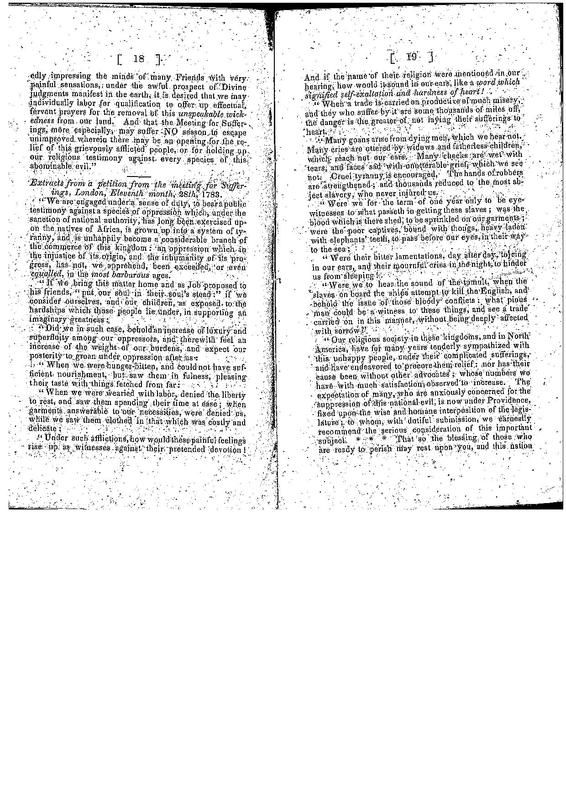 [ 18 ]
edly impressing the minds of many Friends with very
painful sensations, under the awful prospect of Divine
judgments manifest in the earth, it is desired that we may
individually labor for qualification to offer up effectual,
fervent prayers for the removal of this unspeakable wick-
edness from our land. And that the Meeting for Suffer-
ings, more especially, may suffer NO season to escape
unimproved wherein there may be an opening for the re-
lief of this grievously afflicted people, or for holding up
our religious testimony against every species of this
abominable evil."
Extracts from a petition from the meeting for Suffer-
ings, London, Eleventh month, 28th, 1783.
"We are engaged under a sense of duty, to bear a public
testimony against a species of oppression which, under the
sanction of national authority, has long been exercised up-
on the natives of Africa, is grown up into a system of ty-
ranny, and is unhappily become a considerable branch of
the commerce of this kingdom: an oppression which in
the injustice of its origin, and the inhumanity of its pro-
gress, has not, we apprehend, been exceeded, or even
equalled, in the most barbarous ages.
"If we bring this matter home and as Job proposed to
his friends, "put our soul in their soul's stead:" if we
consider ourselves, and our children, as exposed to the
hardships which those people lie under, in supporting an
imaginary greatness;
"Did we in such case, behold an increase of luxury and
superfluity among our oppressors, and therewith feel an
increase of the weight of our burdens, and expect our
posterity to groan under oppression after us;
"When we were hunger-bitten, and could not have suf-
ficient nourishment, but saw them in fulness, pleasing
their taste with things fetched from far:
"When we were wearied with labor, denied the liberty
to rest, and saw them spending their time at ease; when
garments answerable to our necessities, were denied us,
while we saw them clothed in that which was costly and
delicate;
"Under such afflictions, how would these painful feelings
rise up as witnesses against their pretended devotion!
[ 19 ]
And if the name of their religion were mentioned in our
hearing, how would it sound in our ears, like a word which
signified self-exaltation and hardness of heart!
"When a trade is carried on productive of much misery,
and they who suffer by it are some thousands of miles off,
the danger is the greater of not laying their sufferings to
heart.
"Many groans arise from dying men, which we hear not.
Many cries are uttered by widows and fatherless children,
which reach not our ears. Many cheeks are wet with
tears, and faces sad with unutterable grief, which we see
not. Cruel tyranny is encouraged. The hands of robbers
are strengthened; and thousands reduced to the most ab-
ject slavery, who never injured us.
"Were we for the term of one year only to be eye-
witnesses to what passeth in getting these slaves; was the
blood which is there shed, to be sprinkled on our garments;
were the poor captives, bound with thongs, heavy laden
with elephants' teeth, to pass before our eyes, in their way
to the sea;
"Were their bitter lamentations, day after day, to ring
in our ears, and their mournful cries in the night, to hinder
us from sleeping!
"Were we to hear the sound of the tumult, when the
slaves on board the ships attempt to kill the English, and
behold the issue of those bloody conflicts; what pious
man could be a witness to these things, and see a trade
carried on in this manner, without being deeply affected
with sorrow?"
"Our religious society in these kingdoms, and in North
America, have for many years tenderly sympathized with
this unhappy people, under their complicated sufferings,
and have endeavored to procure them relief; nor has their
cause been without other advocates; whose numbers we
have with much satisfaction observed to increase. The
expectation of many, who are anxiously concerned for the
suppression of this national evil, is now under Providence,
fixed upon the wise and humane interposition of the legis-
lature; to whom, with dutiful submission, we earnestly
recommend the serious consideration of this important
subject. * * * That so the blessing of those who
are ready to perish may rest upon you, and this nation